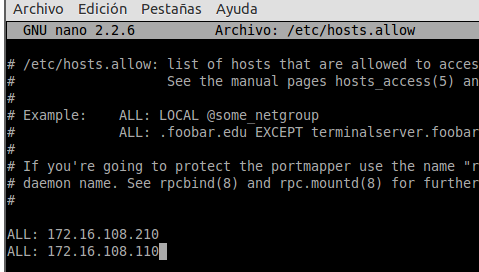 Archivo Edición Pestañas Ayuda
GNU nano 2.2.6 Archivo: /etc/hosts.allow
# /etc/hosts.allow: list of hosts that are allowed to acces
# See the manual pages hosts_access(5) an
#
# Example: ALL: LOCAL @some_netgroup
# ALL: .foobar.edu EXCEPT terminalserver.foobar
#
# If you're going to protect the portmapper use the name "r
# daemon name. See rpcbind(8) and rpc.mountd(8) for further
#
ALL: 172.16.108.210
ALL: 172.16.108.110